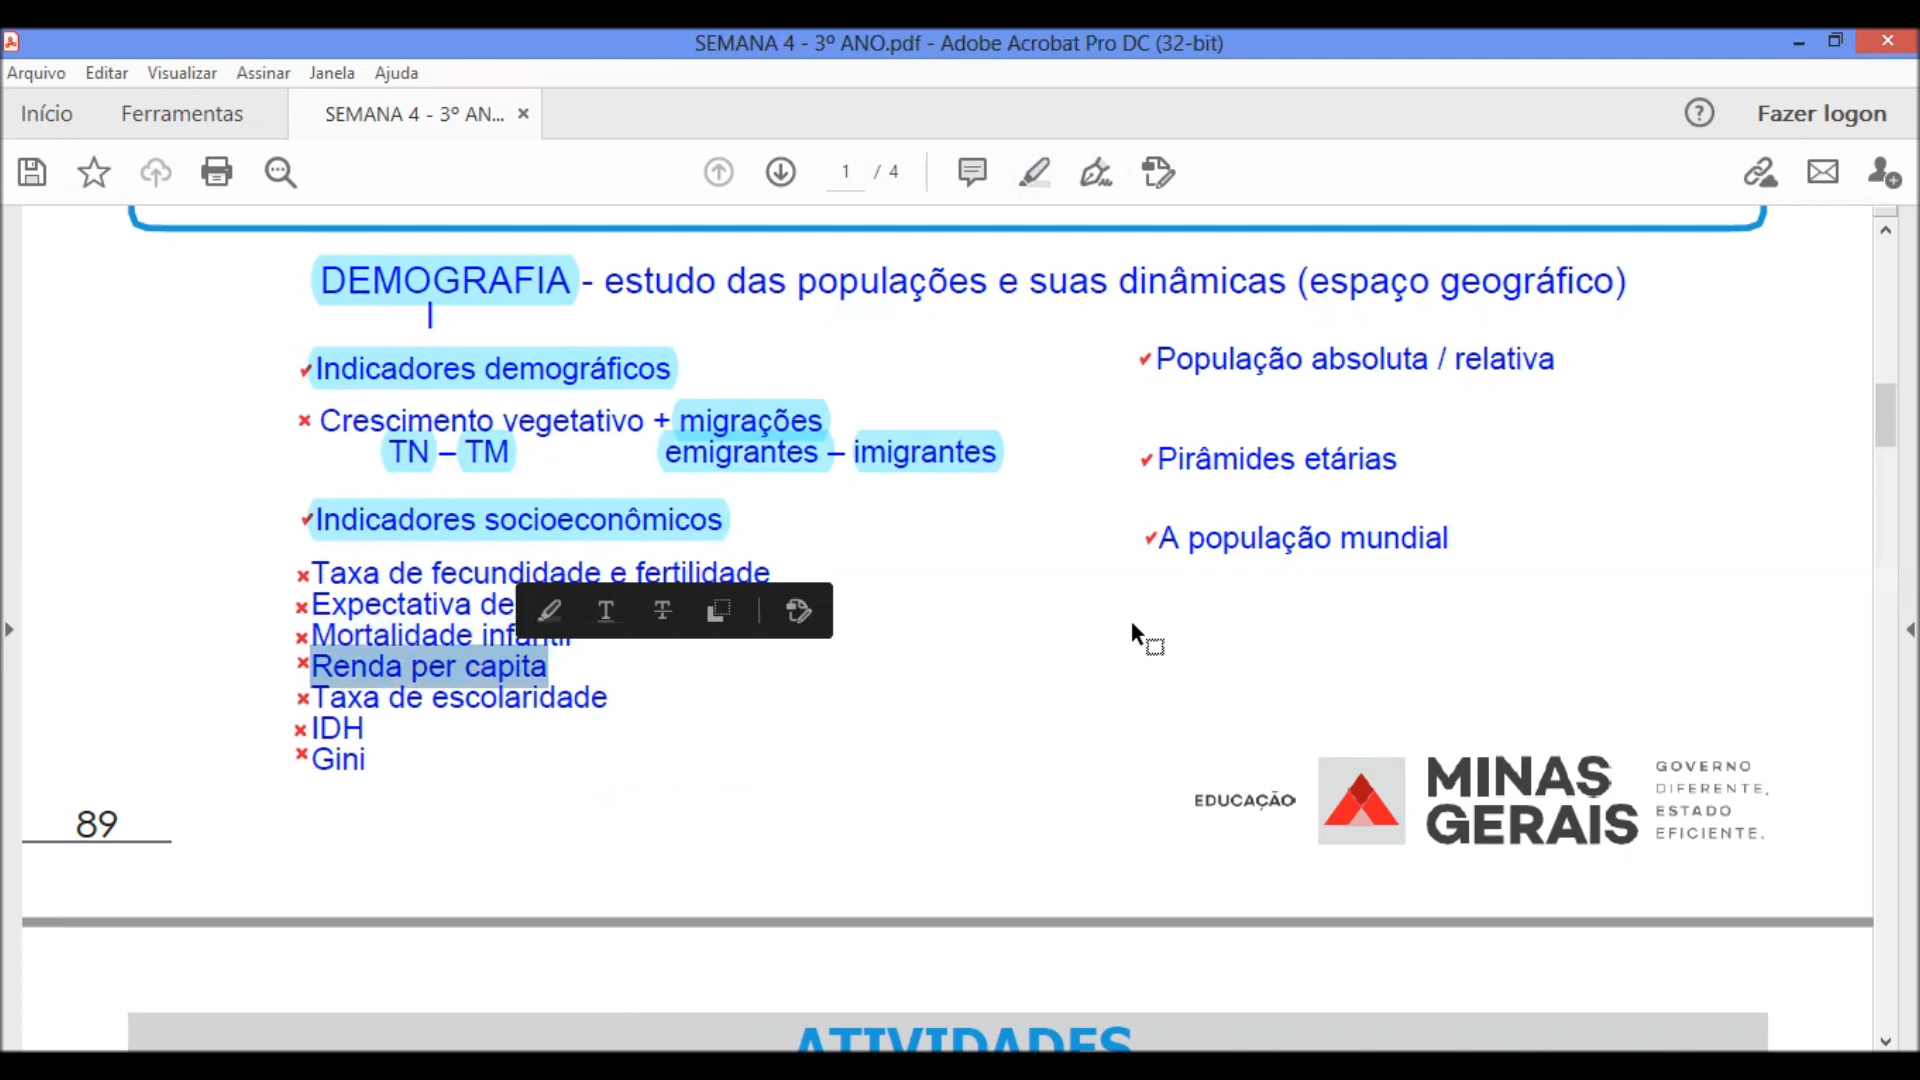 SEMANA 4 - 3º ANO.pdf - Adobe Acrobat Pro DC (32-bit)
Arquivo Editar Visualizar Assinar Janela Ajuda
Início Ferramentas SEMANA 4 - 3º AN... Fazer logon
1 / 4
DEMOGRAFIA - estudo das populações e suas dinâmicas (espaço geográfico)
Indicadores demográficos
Crescimento vegetativo + migrações
TN – TM emigrantes – imigrantes
Indicadores socioeconômicos
Taxa de fecundidade e fertilidade
Expectativa de
Mortalidade infantil
Renda per capita
Taxa de escolaridade
IDH
Gini
População absoluta / relativa
Pirâmides etárias
A população mundial
89
EDUCAÇÃO
MINAS
GERAIS
GOVERNO
DIFERENTE.
ESTADO
EFICIENTE.
ATIVIDADES